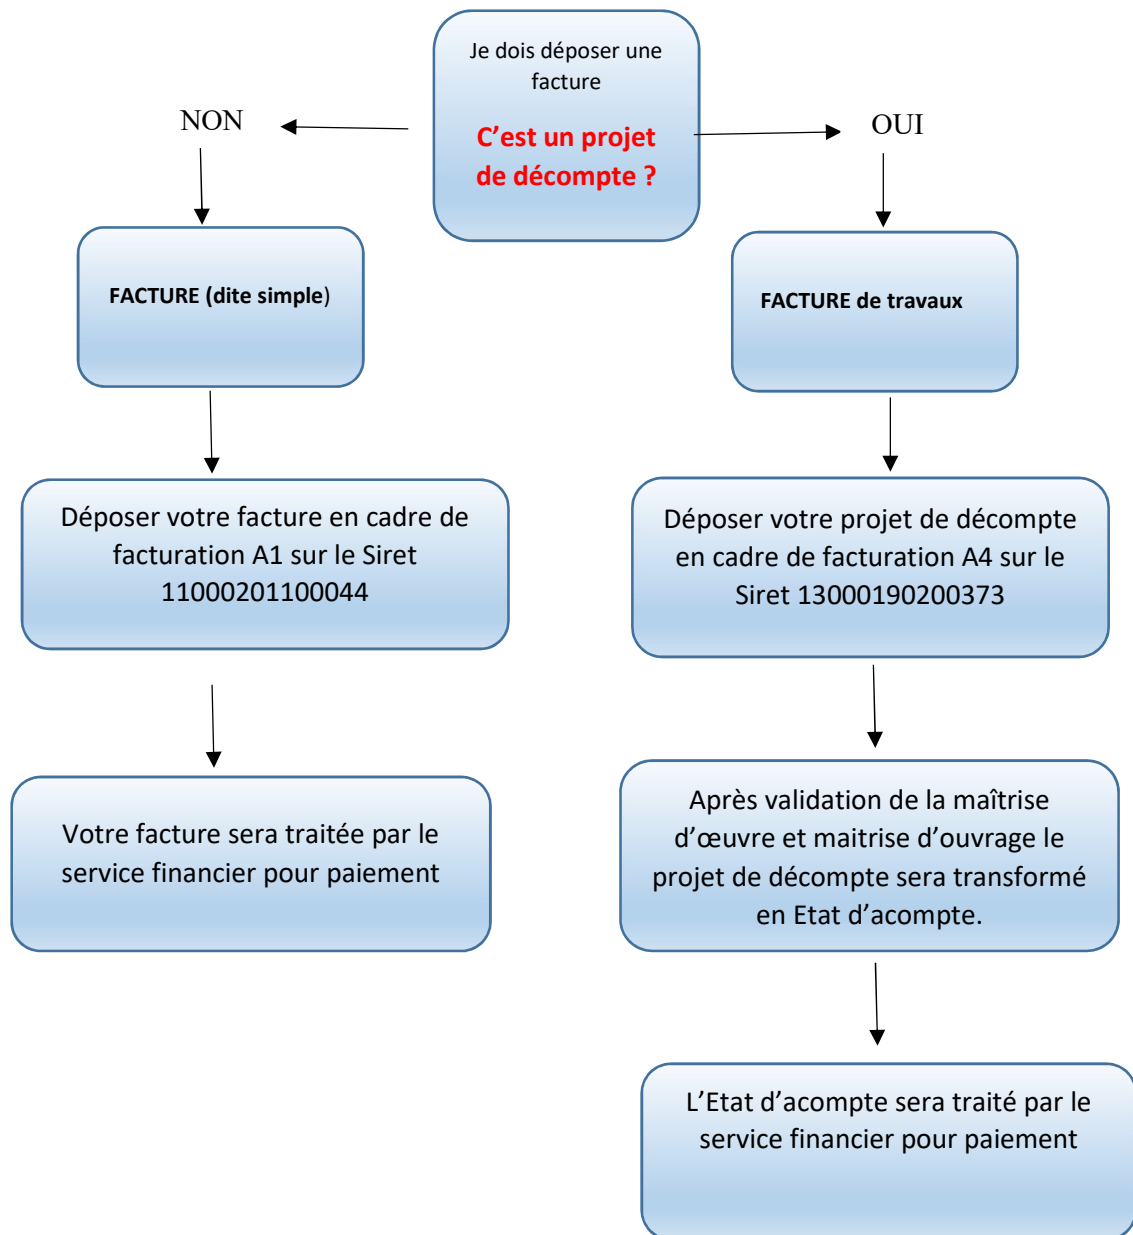 Je dois déposer une
facture
C’est un projet
de décompte ?
NON
OUI
FACTURE (dite simple)
FACTURE de travaux
Déposer votre facture en cadre de
facturation A1 sur le Siret
11000201100044
Déposer votre projet de décompte
en cadre de facturation A4 sur le
Siret 13000190200373
Votre facture sera traitée par le
service financier pour paiement
Après validation de la maîtrise
d’œuvre et maitrise d’ouvrage le
projet de décompte sera transformé
en Etat d’acompte.
L’Etat d’acompte sera traité par le
service financier pour paiement